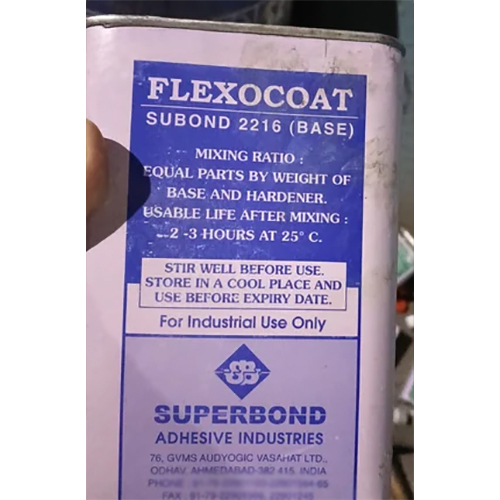 FLEXOCOAT
SUBOND 2216 (BASE)
MIXING RATIO :
EQUAL PARTS BY WEIGHT OF
BASE AND HARDENER.
USABLE LIFE AFTER MIXING :
2 -3 HOURS AT 25° C.
STIR WELL BEFORE USE.
STORE IN A COOL PLACE AND
USE BEFORE EXPIRY DATE.
For Industrial Use Only
SUPERBOND
ADHESIVE INDUSTRIES
76, GVMS AUDYOGIC VASAHAT LTD.,
ODHAV, AHMEDABAD-382 415. INDIA
PHONE :
FAX :